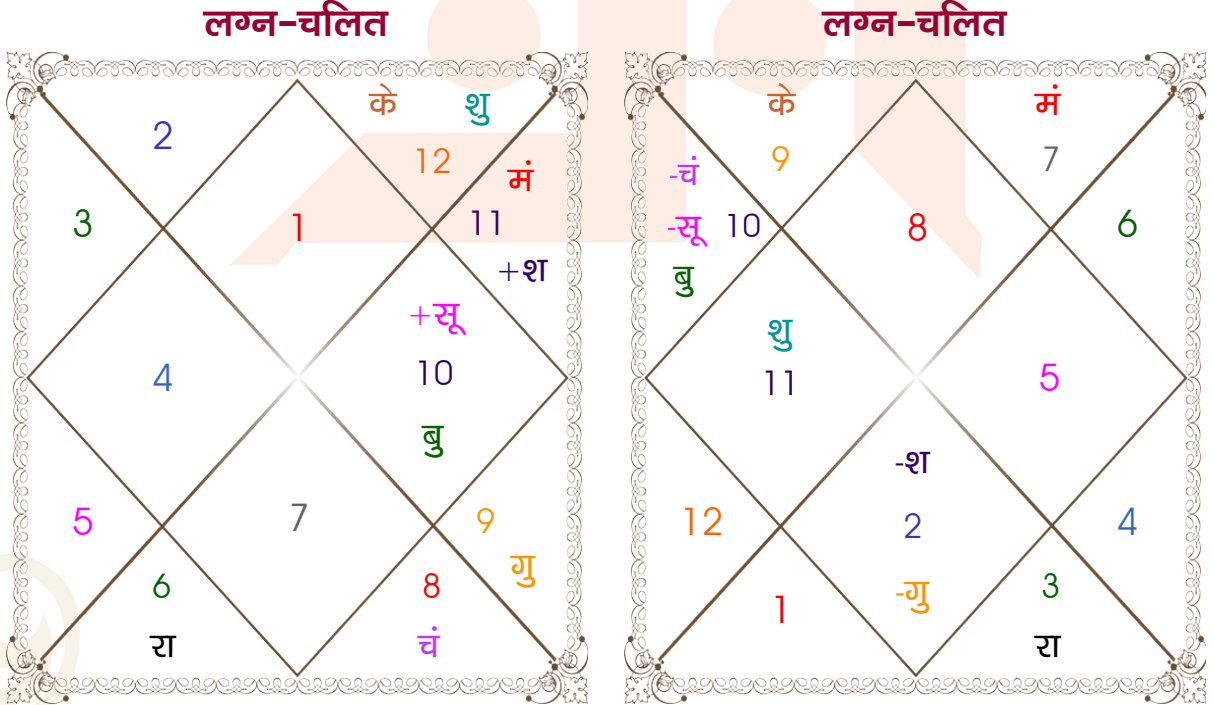 लग्न-चलित
के शु
2
12
मं
3
1
11
+श
+सू
4
10
बु
5
7
9
गु
6
8
रा
चं
लग्न-चलित
के
मं
9
7
-चं
-सू 10
8
6
बु
शु
11
5
-श
12
2
4
-गु
1
3
रा